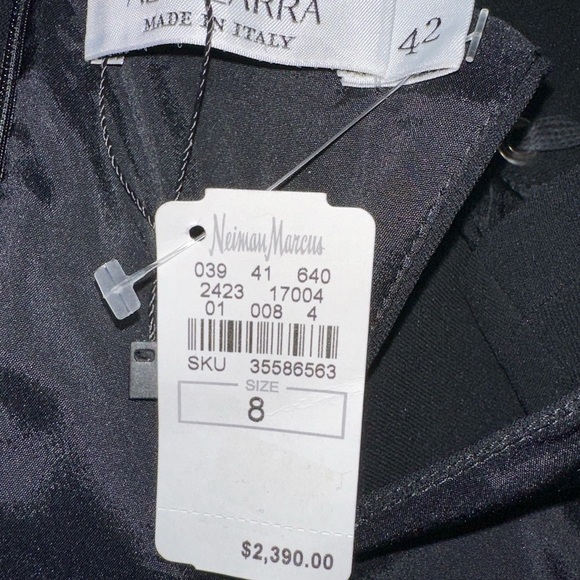 MADE IN ITALY
42
Neiman Marcus
039 41 640
2423 17004
01 008 4
SKU 35586563
SIZE
8
$2,390.00